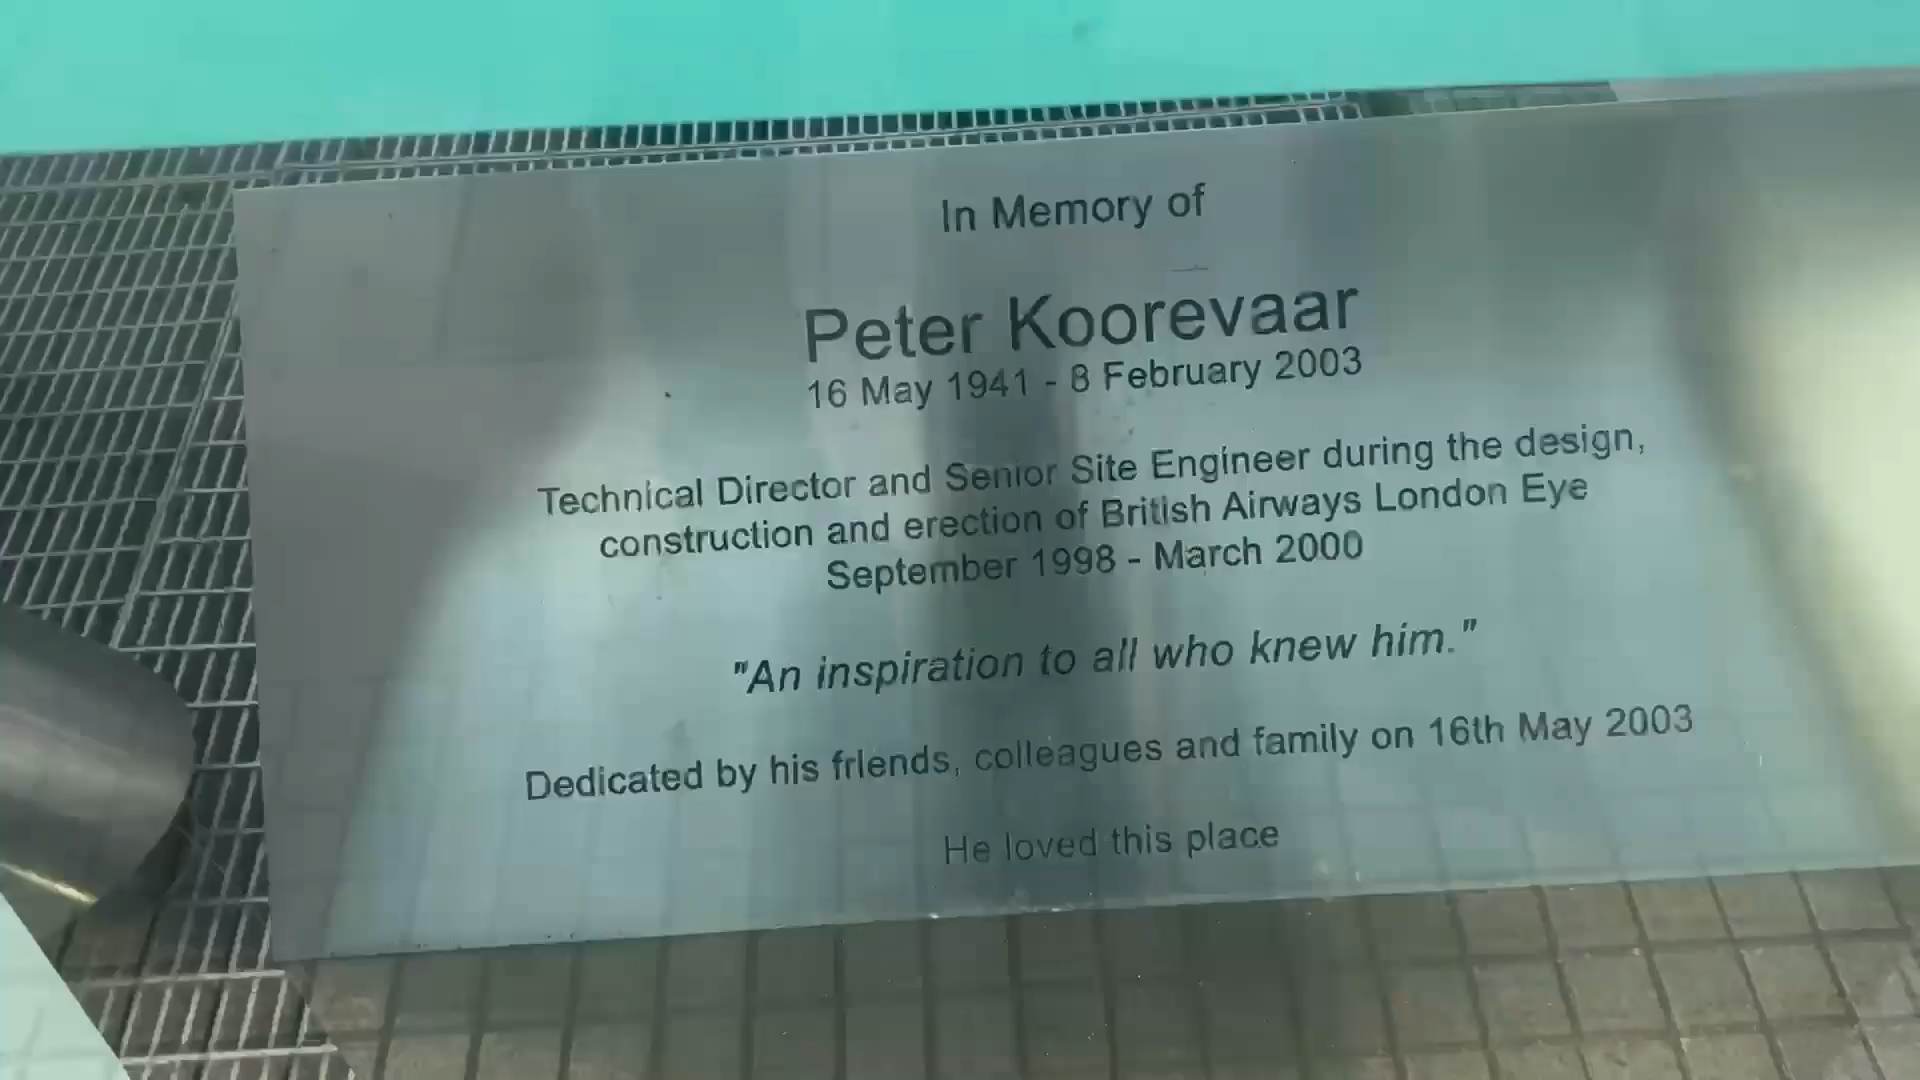 In Memory of
Peter Koorevaar
16 May 1941 - 8 February 2003
Technical Director and Senior Site Engineer during the design,
construction and erection of British Airways London Eye
September 1998 - March 2000
"An inspiration to all who knew him."
Dedicated by his friends, colleagues and family on 16th May 2003
He loved this place